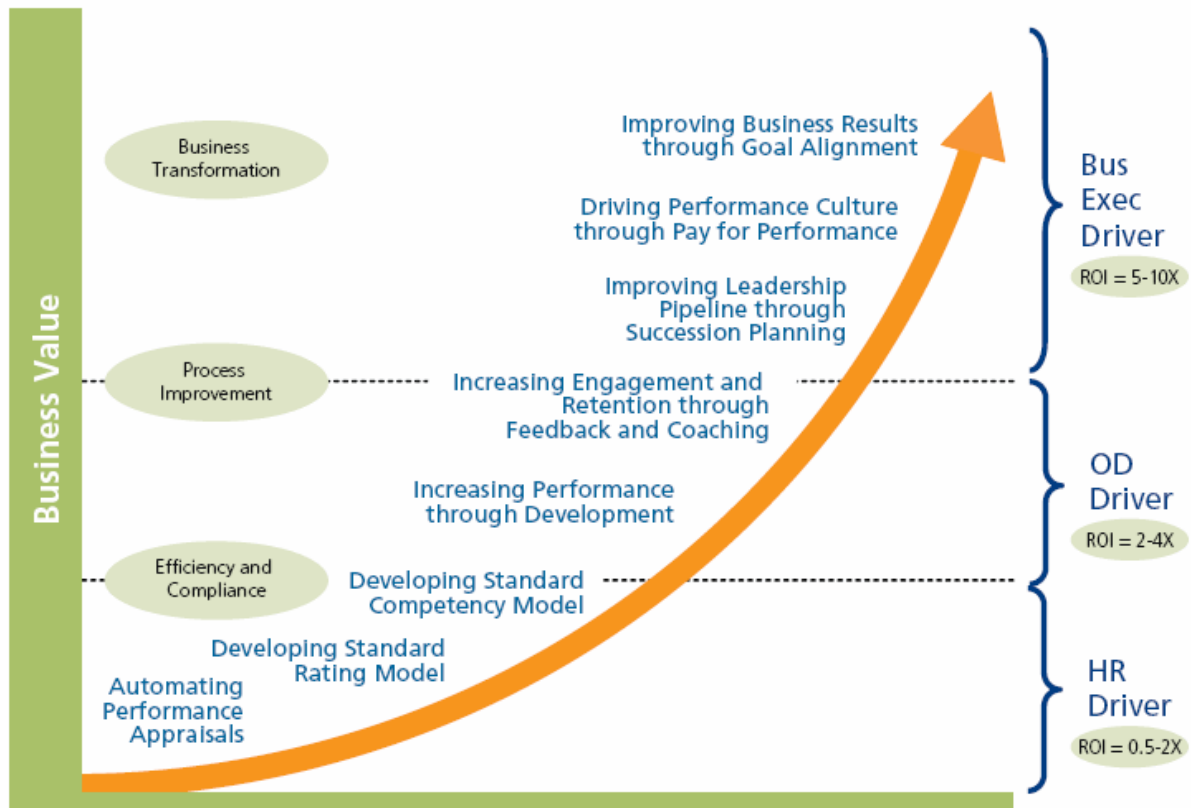 Business Value
Business
Transformation
Process
Improvement
Efficiency and
Compliance
Improving Business Results
through Goal Alignment
Driving Performance Culture
through Pay for Performance
Improving Leadership
Pipeline through
Succession Planning
Increasing Engagement and
Retention through
Feedback and Coaching
Increasing Performance
through Development
Developing Standard
Competency Model
Developing Standard
Rating Model
Automating
Performance
Appraisals
Bus
Exec
Driver
ROI = 5-10X
OD
Driver
ROI = 2-4X
HR
Driver
ROI = 0.5-2X